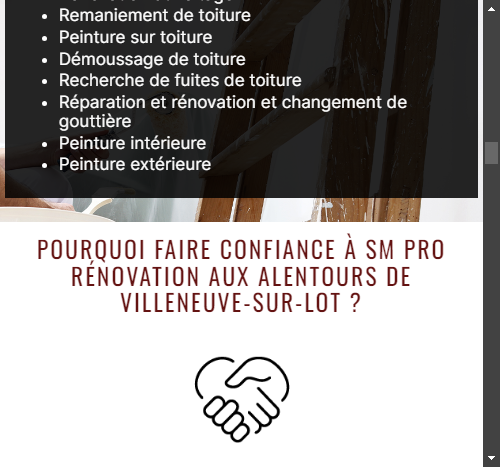 Remaniement de toiture
Peinture sur toiture
Démoussage de toiture
Recherche de fuites de toiture
Réparation et rénovation et changement de
gouttière
Peinture intérieure
Peinture extérieure
POURQUOI FAIRE CONFIANCE À SM PRO
RÉNOVATION AUX ALENTOURS DE
VILLENEUVE-SUR-LOT ?